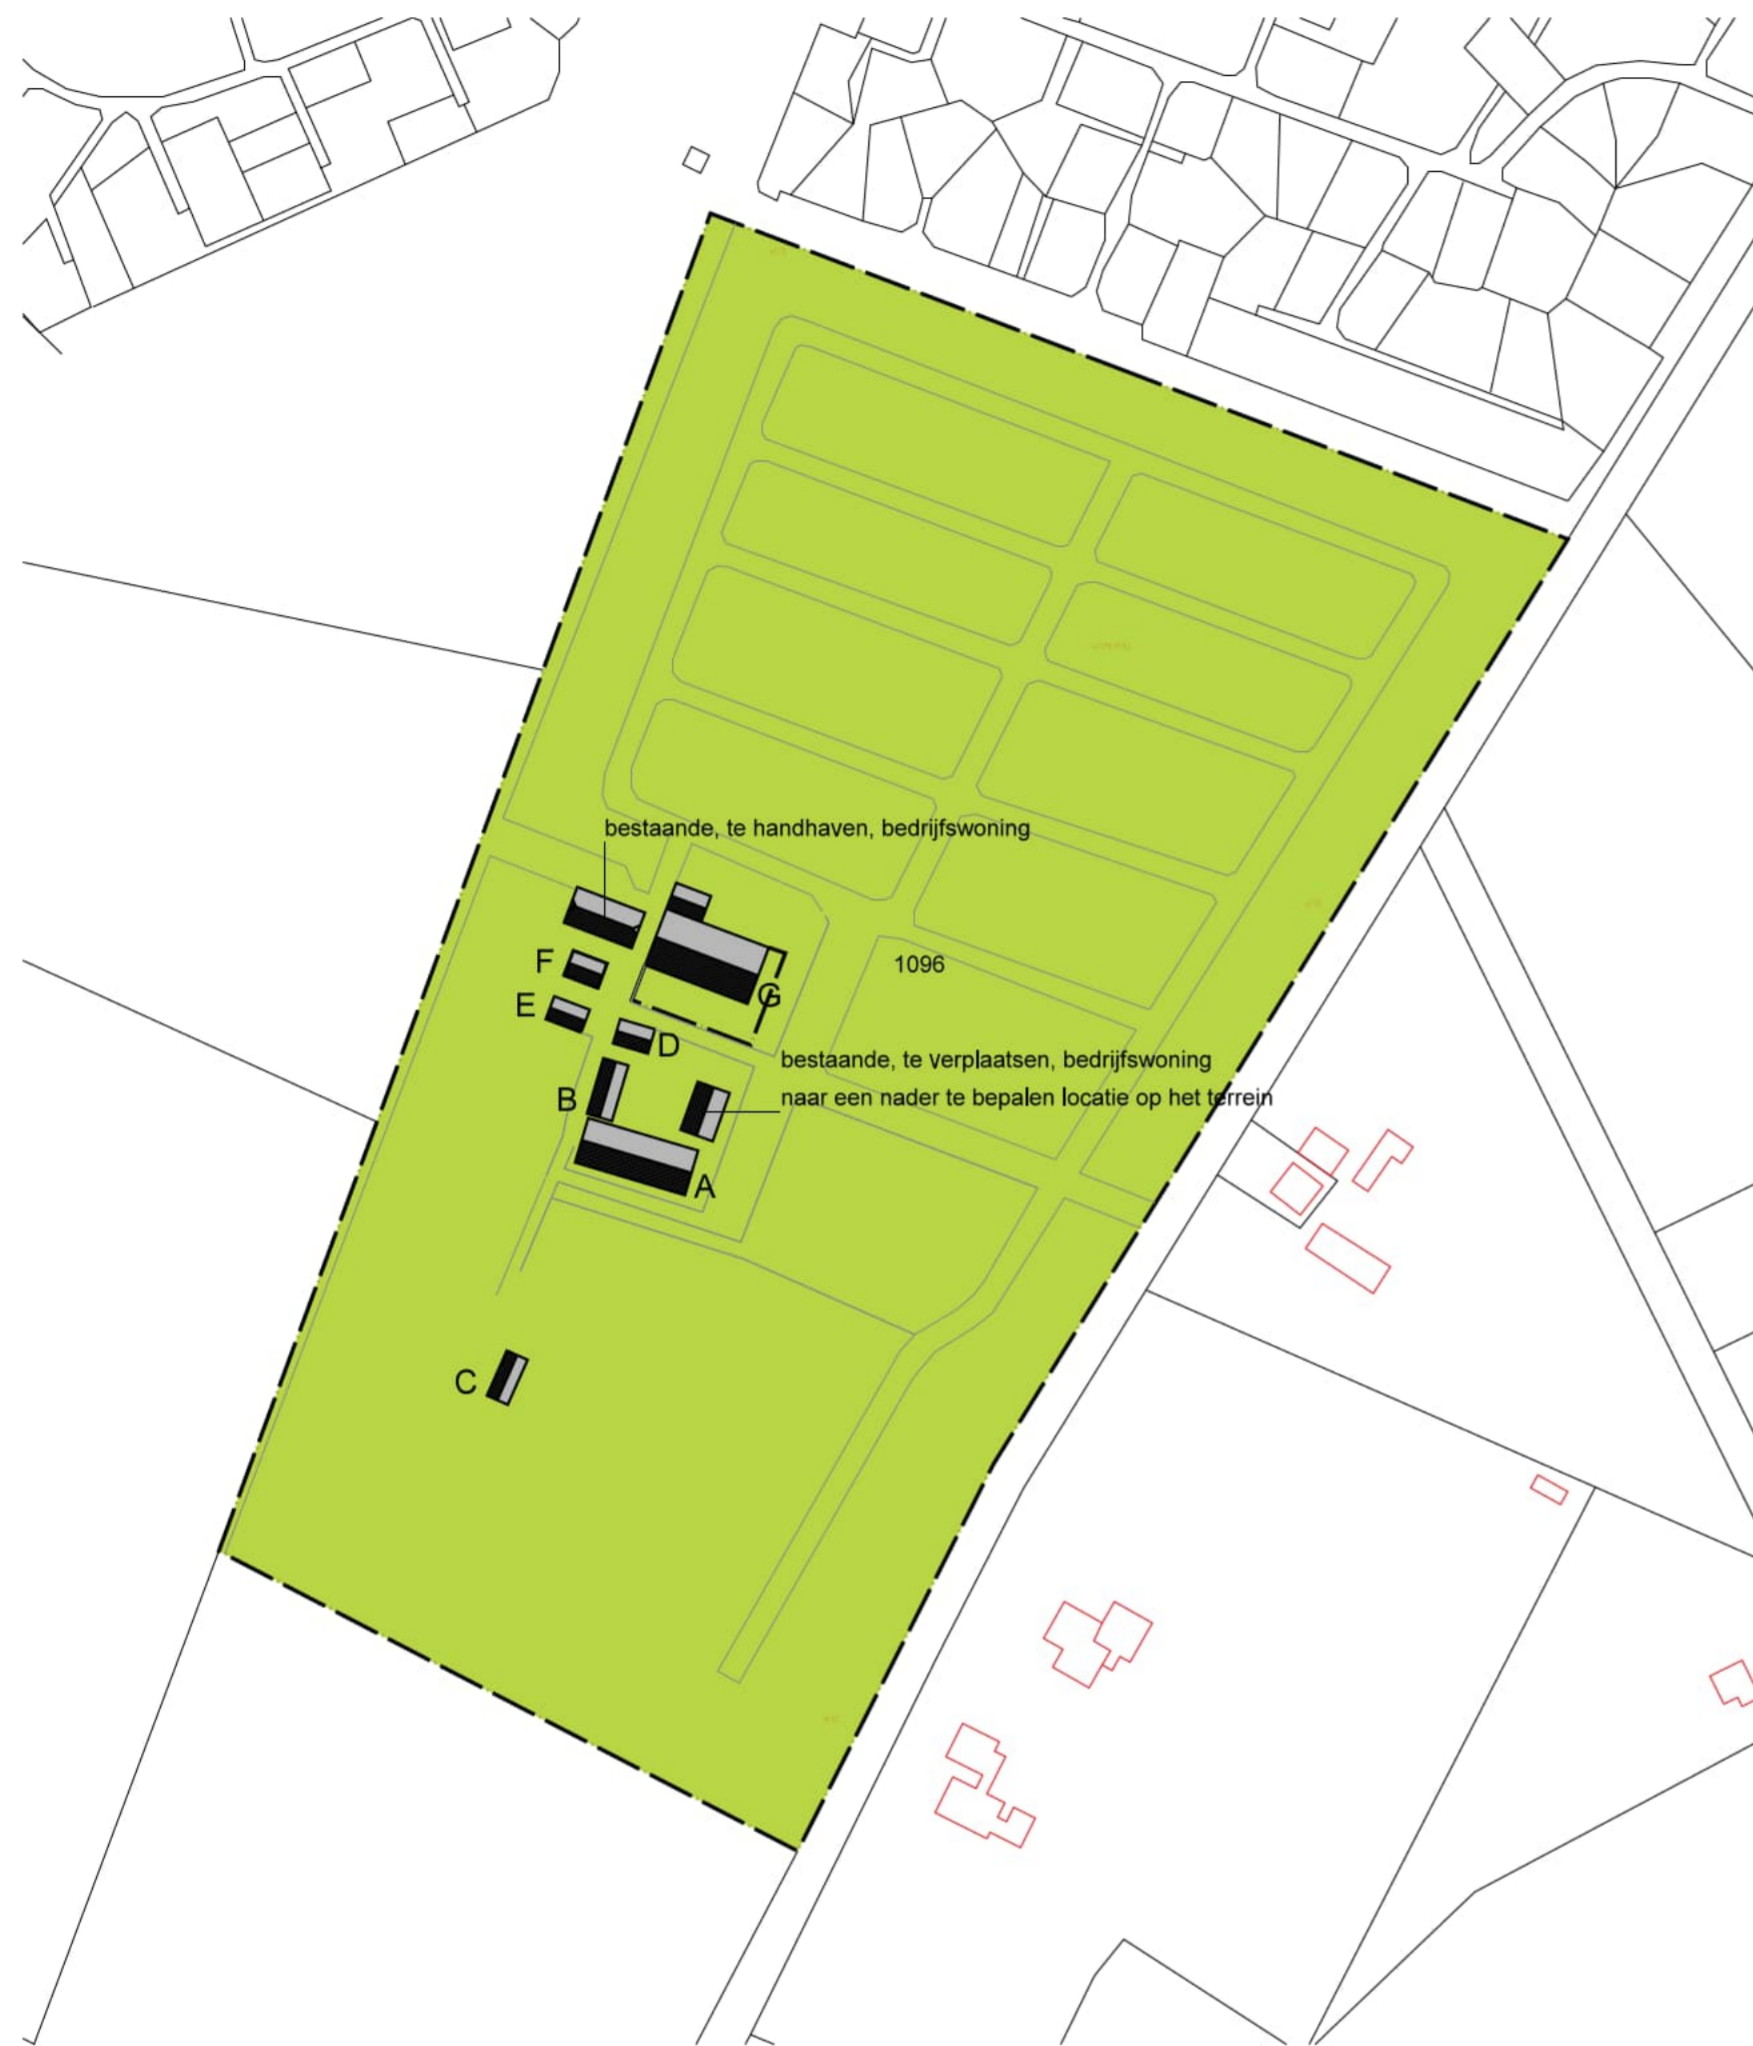 bestaande, te handhaven, bedrijfswoning
F
1096
G
E
D
bestaande, te verplaatsen, bedrijfswoning
naar een nader te bepalen locatie op het terrein
B
A
C